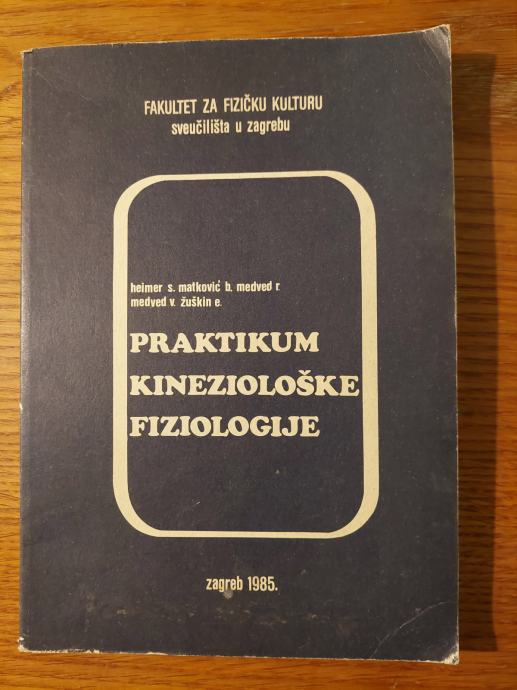 FAKULTET ZA FIZIČKU KULTURU
sveučilišta u zagrebu
heimer s. matković b. medved r.
medved v. žuškin e.
PRAKTIKUM
KINEZIOLOŠKE
FIZIOLOGIJE
zagreb 1985.